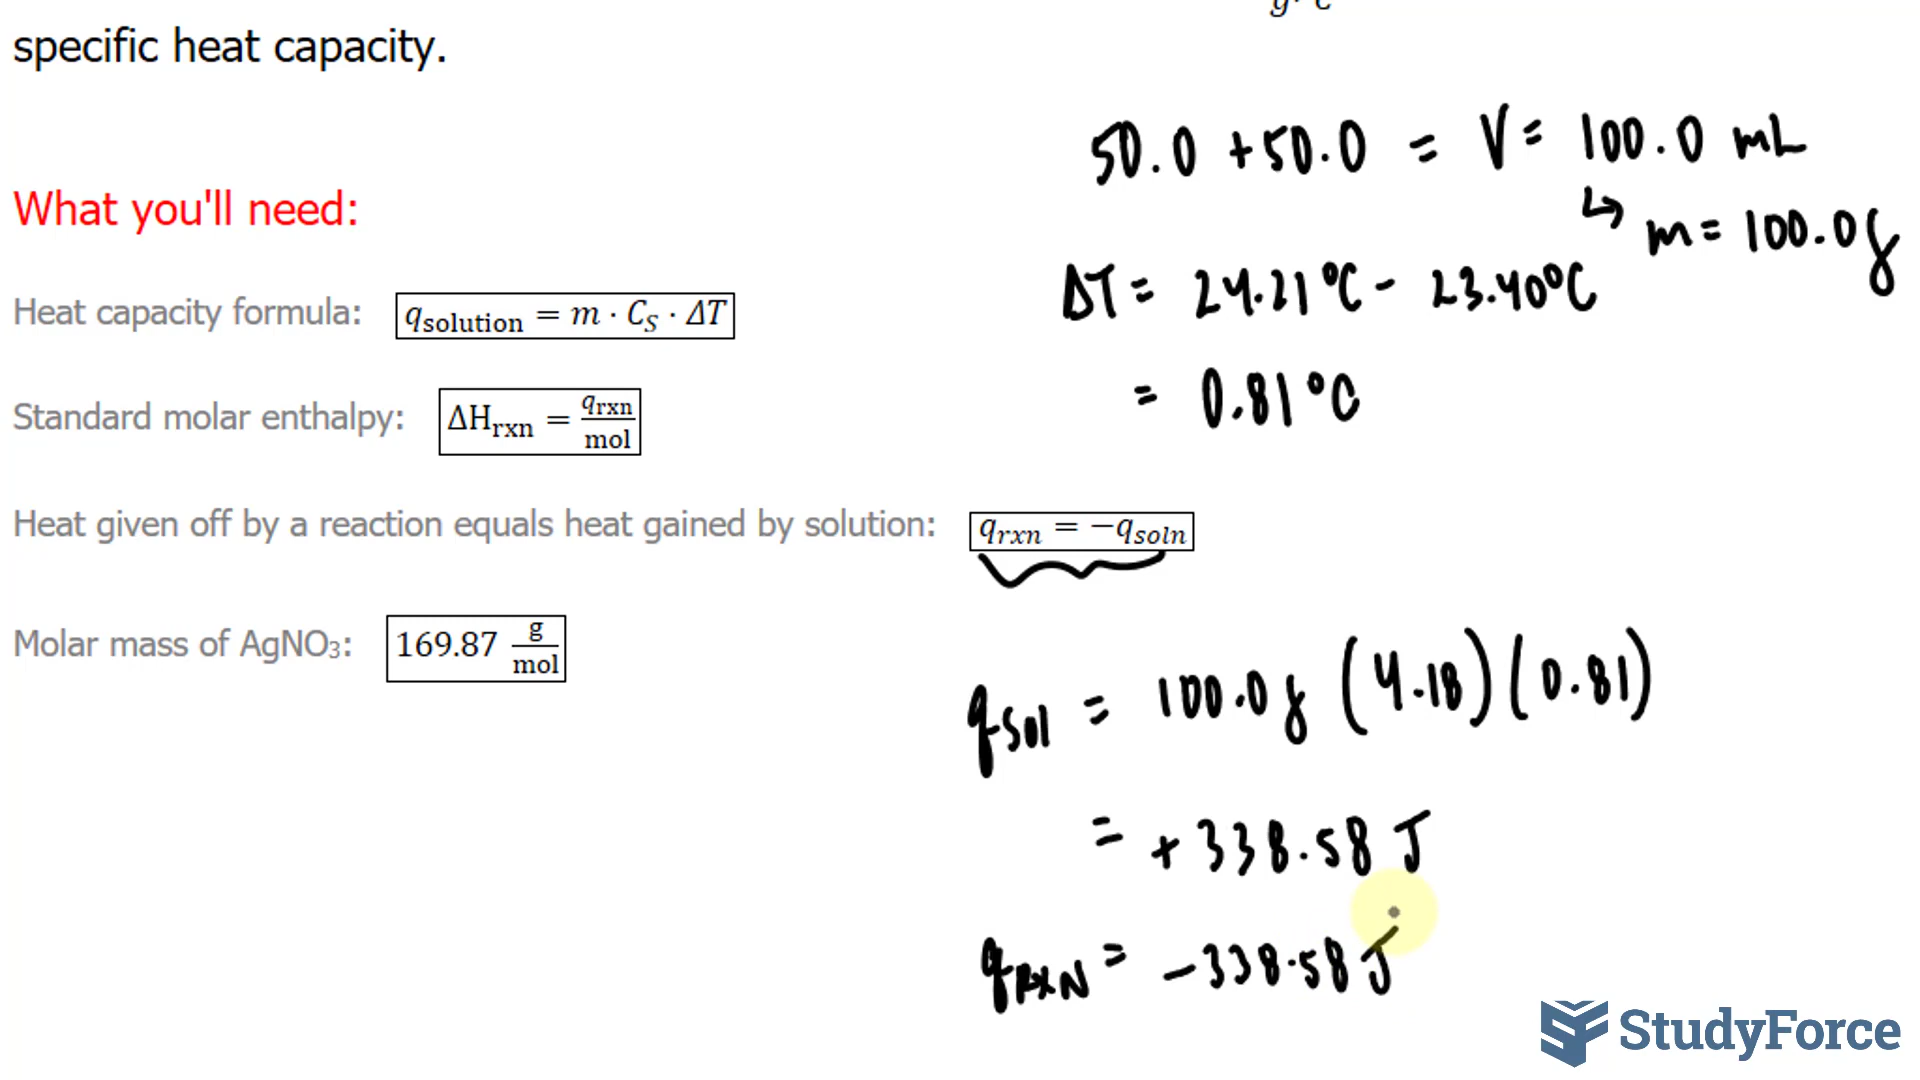 g·°C
specific heat capacity.
50.0 + 50.0 = V = 100.0 mL
↳ m = 100.0g
What you'll need:
ΔT = 24.21°C - 23.40°C
Heat capacity formula: q_solution = m · C_S · ΔT
= 0.81°C
Standard molar enthalpy: ΔH_rxn = q_rxn/mol
Heat given off by a reaction equals heat gained by solution: q_rxn = −q_soln
Molar mass of AgNO₃: 169.87 g/mol
q_sol = 100.0g (4.18)(0.81)
= +338.58 J
q_RXN = -338.58 J
StudyForce